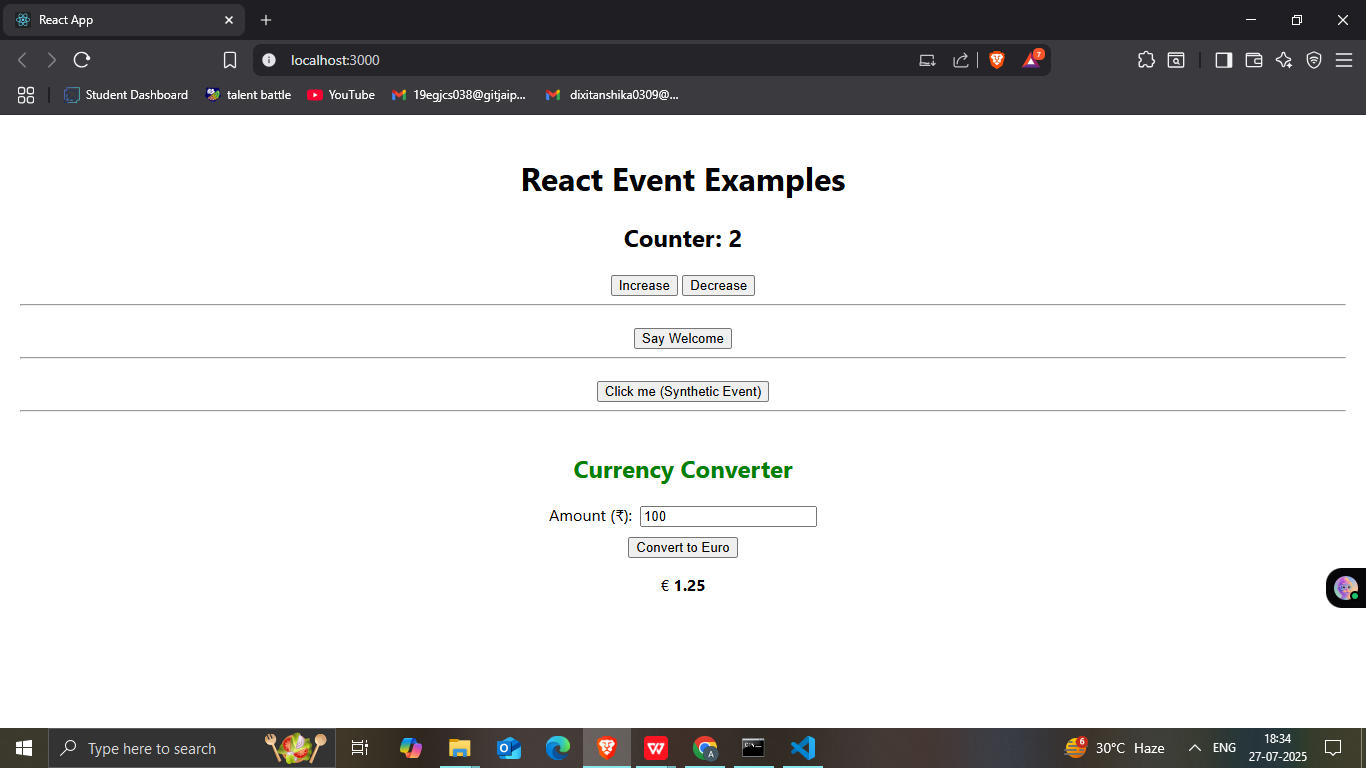 React App
localhost:3000
7
Student Dashboard talent battle YouTube 19egjcs038@gitjaip... dixitanshika0309@...
React Event Examples
Counter: 2
Increase Decrease
Say Welcome
Click me (Synthetic Event)
Currency Converter
Amount (₹): 100
Convert to Euro
€ 1.25
Type here to search
6 30°C Haze ENG 18:34
27-07-2025